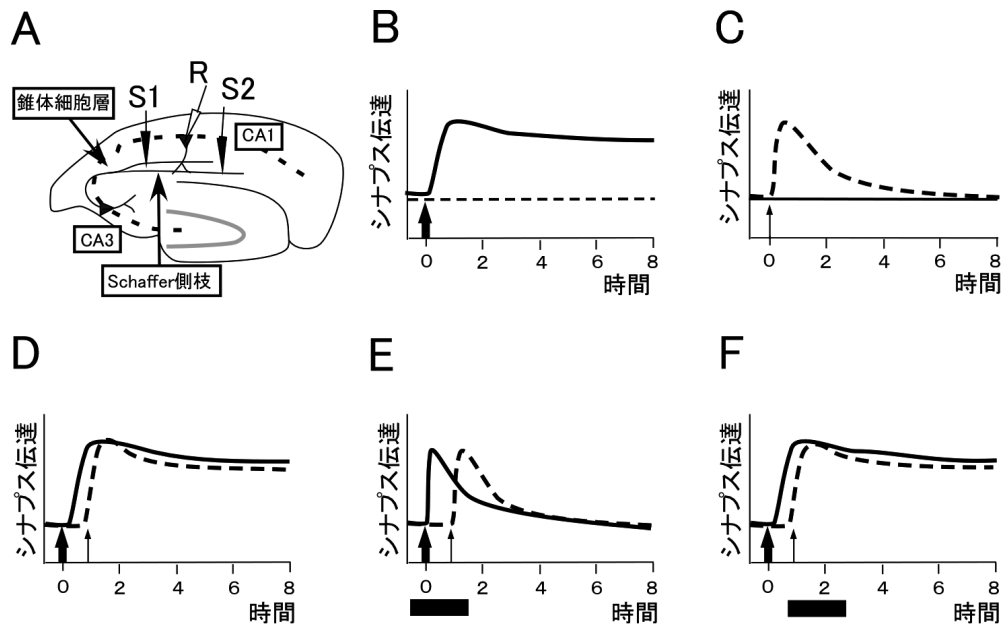 A
錐体細胞層
S1
R
S2
CA1
CA3
Schaffer側枝
B
シナプス伝達
0 2 4 6 8
時間
C
シナプス伝達
0 2 4 6 8
時間
D
シナプス伝達
0 2 4 6 8
時間
E
シナプス伝達
0 2 4 6 8
時間
F
シナプス伝達
0 2 4 6 8
時間